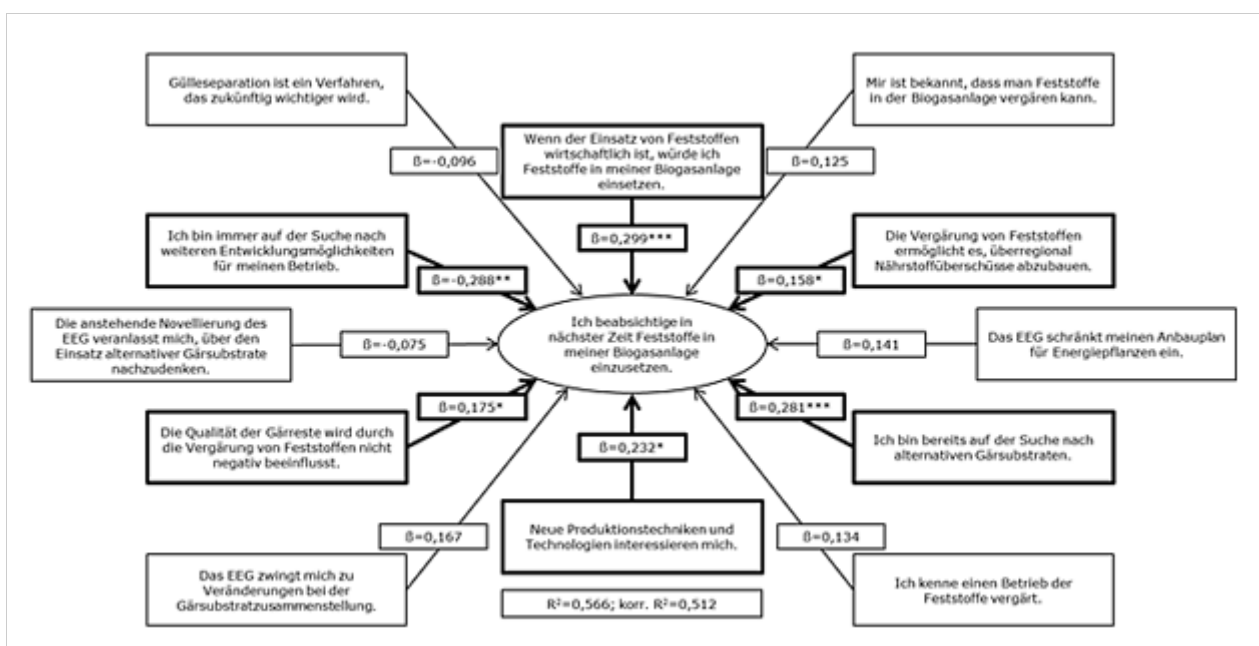 Gülleseparation ist ein Verfahren,
das zukünftig wichtiger wird.
Mir ist bekannt, dass man Feststoffe
in der Biogasanlage vergären kann.
Wenn der Einsatz von Feststoffen
wirtschaftlich ist, würde ich
Feststoffe in meiner Biogasanlage
einsetzen.
ß=-0,096
ß=0,125
ß=0,299***
Ich bin immer auf der Suche nach
weiteren Entwicklungsmöglichkeiten
für meinen Betrieb.
Die Vergärung von Feststoffen
ermöglicht es, überregional
Nährstoffüberschüsse abzubauen.
ß=-0,288**
ß=0,158*
Die anstehende Novellierung des
EEG veranlasst mich, über den
Einsatz alternativer Gärsubstrate
nachzudenken.
ß=-0,075
Ich beabsichtige in
nächster Zeit Feststoffe in
meiner Biogasanlage
einzusetzen.
ß=0,141
Das EEG schränkt meinen Anbauplan
für Energiepflanzen ein.
ß=0,175*
ß=0,281***
Die Qualität der Gärreste wird durch
die Vergärung von Feststoffen nicht
negativ beeinflusst.
ß=0,232*
Ich bin bereits auf der Suche nach
alternativen Gärsubstraten.
ß=0,167
Neue Produktionstechniken und
Technologien interessieren mich.
ß=0,134
Das EEG zwingt mich zu
Veränderungen bei der
Gärsubstratzusammenstellung.
Ich kenne einen Betrieb der
Feststoffe vergärt.
R²=0,566; korr. R²=0,512